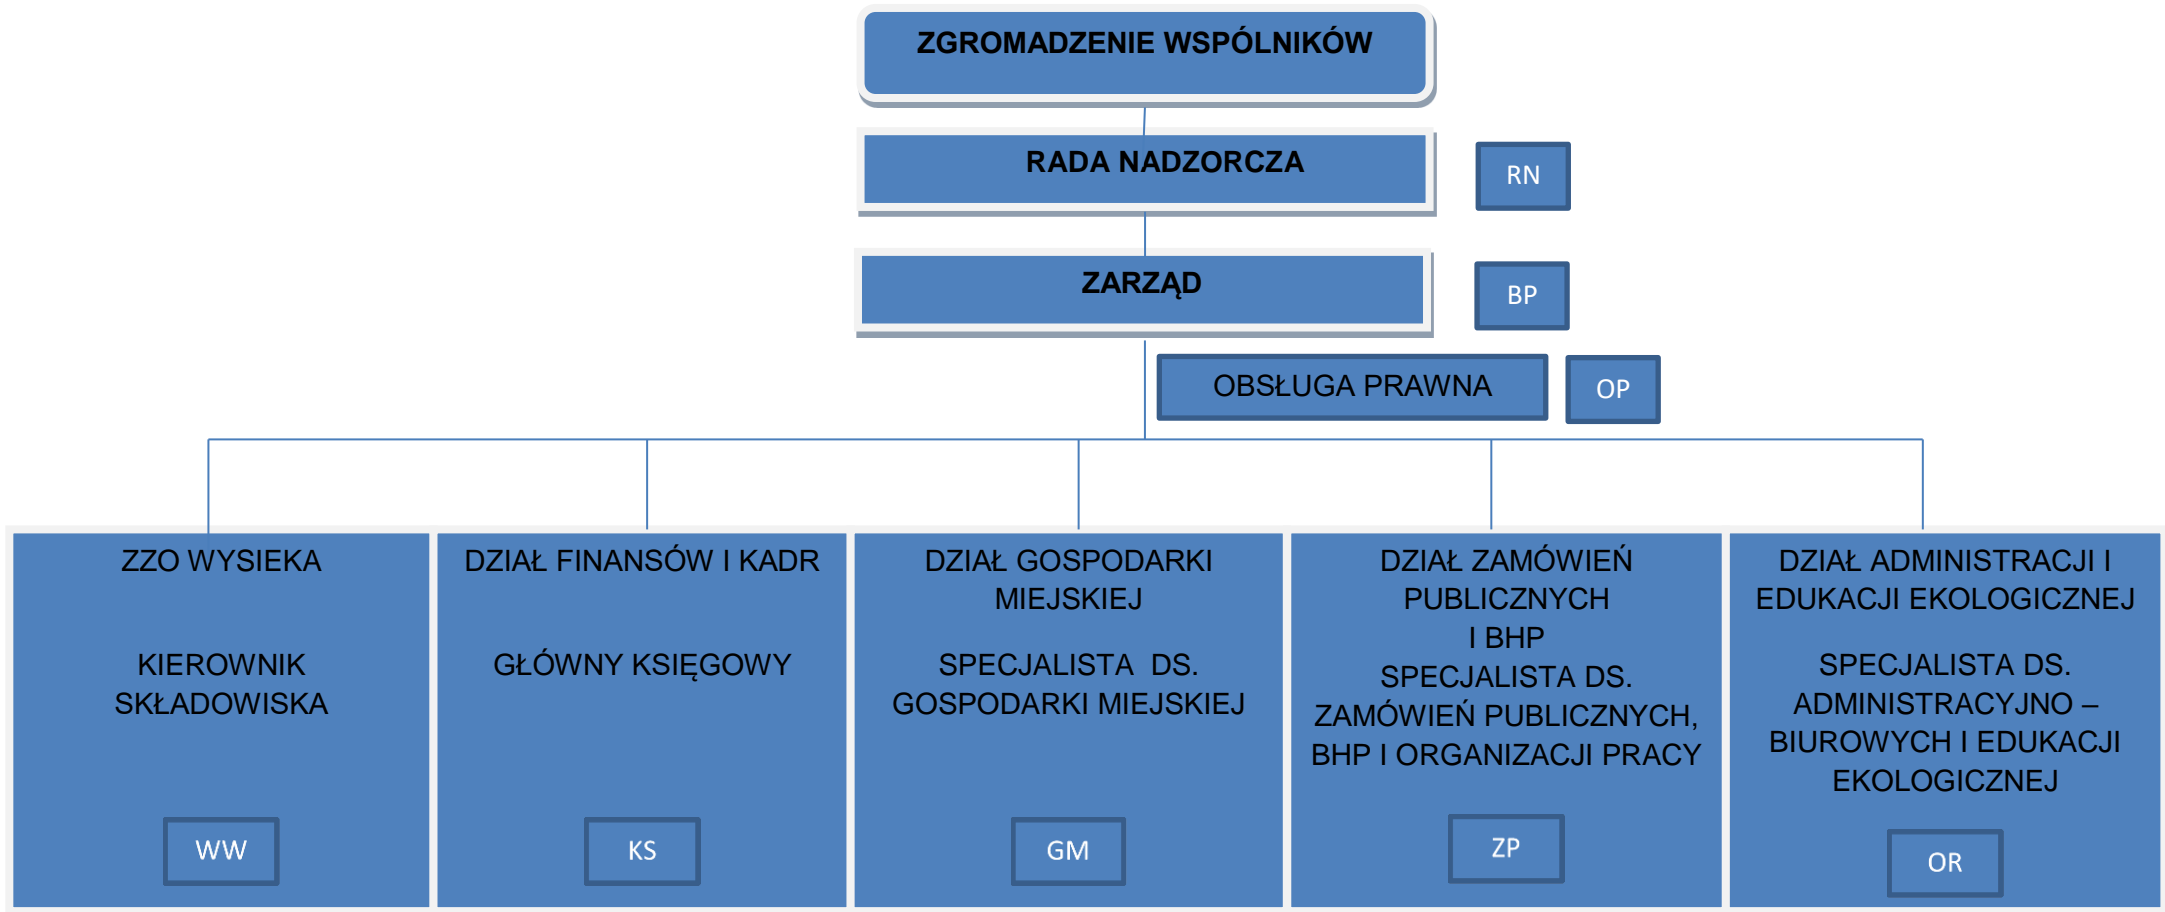 ZGROMADZENIE WSPÓLNIKÓW
RADA NADZORCZA
RN
ZARZĄD
BP
OBSŁUGA PRAWNA
OP
ZZO WYSIEKA
KIEROWNIK
SKŁADOWISKA
WW
DZIAŁ FINANSÓW I KADR
GŁÓWNY KSIĘGOWY
KS
DZIAŁ GOSPODARKI
MIEJSKIEJ
SPECJALISTA DS.
GOSPODARKI MIEJSKIEJ
GM
DZIAŁ ZAMÓWIEŃ
PUBLICZNYCH
I BHP
SPECJALISTA DS.
ZAMÓWIEŃ PUBLICZNYCH,
BHP I ORGANIZACJI PRACY
ZP
DZIAŁ ADMINISTRACJI I
EDUKACJI EKOLOGICZNEJ
SPECJALISTA DS.
ADMINISTRACYJNO –
BIUROWYCH I EDUKACJI
EKOLOGICZNEJ
OR